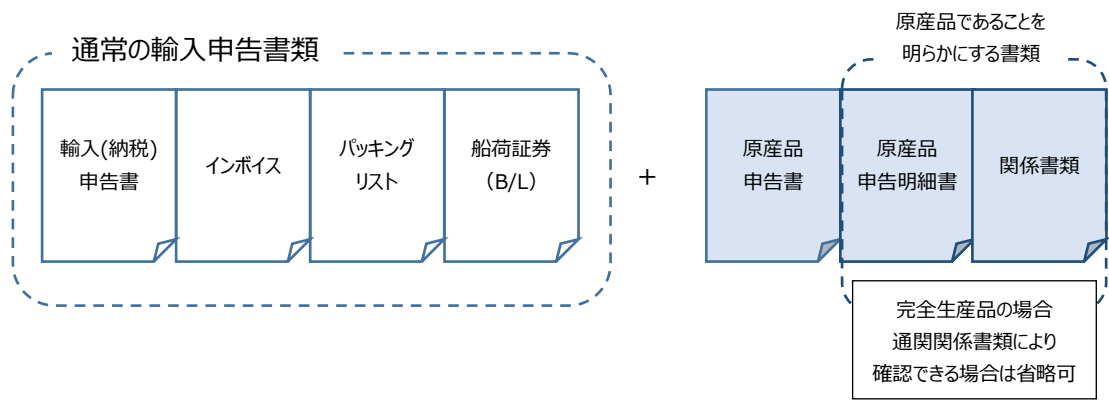 通常の輸入申告書類
輸入(納税)
申告書
インボイス
パッキング
リスト
船荷証券
（B/L）
+
原産品であることを
明らかにする書類
原産品
申告書
原産品
申告明細書
関係書類
完全生産品の場合
通関関係書類により
確認できる場合は省略可